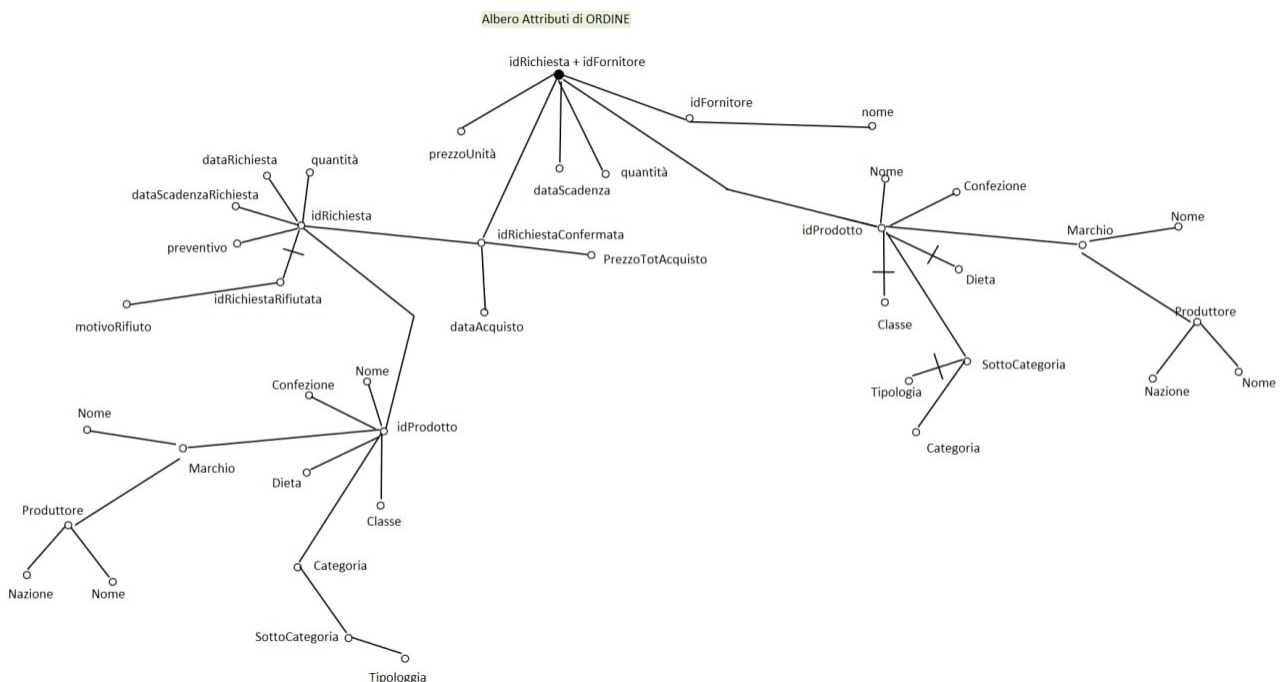 Albero Attributi di ORDINE
idRichiesta + idFornitore
idFornitore
nome
prezzoUnità
dataScadenza
quantità
dataRichiesta
quantità
dataScadenzaRichiesta
idRichiesta
preventivo
idRichiestaConfermata
PrezzoTotAcquisto
idRichiestaRifiutata
motivoRifiuto
dataAcquisto
Nome
Confezione
idProdotto
Marchio
Nome
Dieta
Classe
Produttore
SottoCategoria
Tipologia
Nazione
Nome
Categoria
Nome
Confezione
Nome
idProdotto
Marchio
Dieta
Produttore
Classe
Categoria
Nazione
Nome
SottoCategoria
Tipologgia